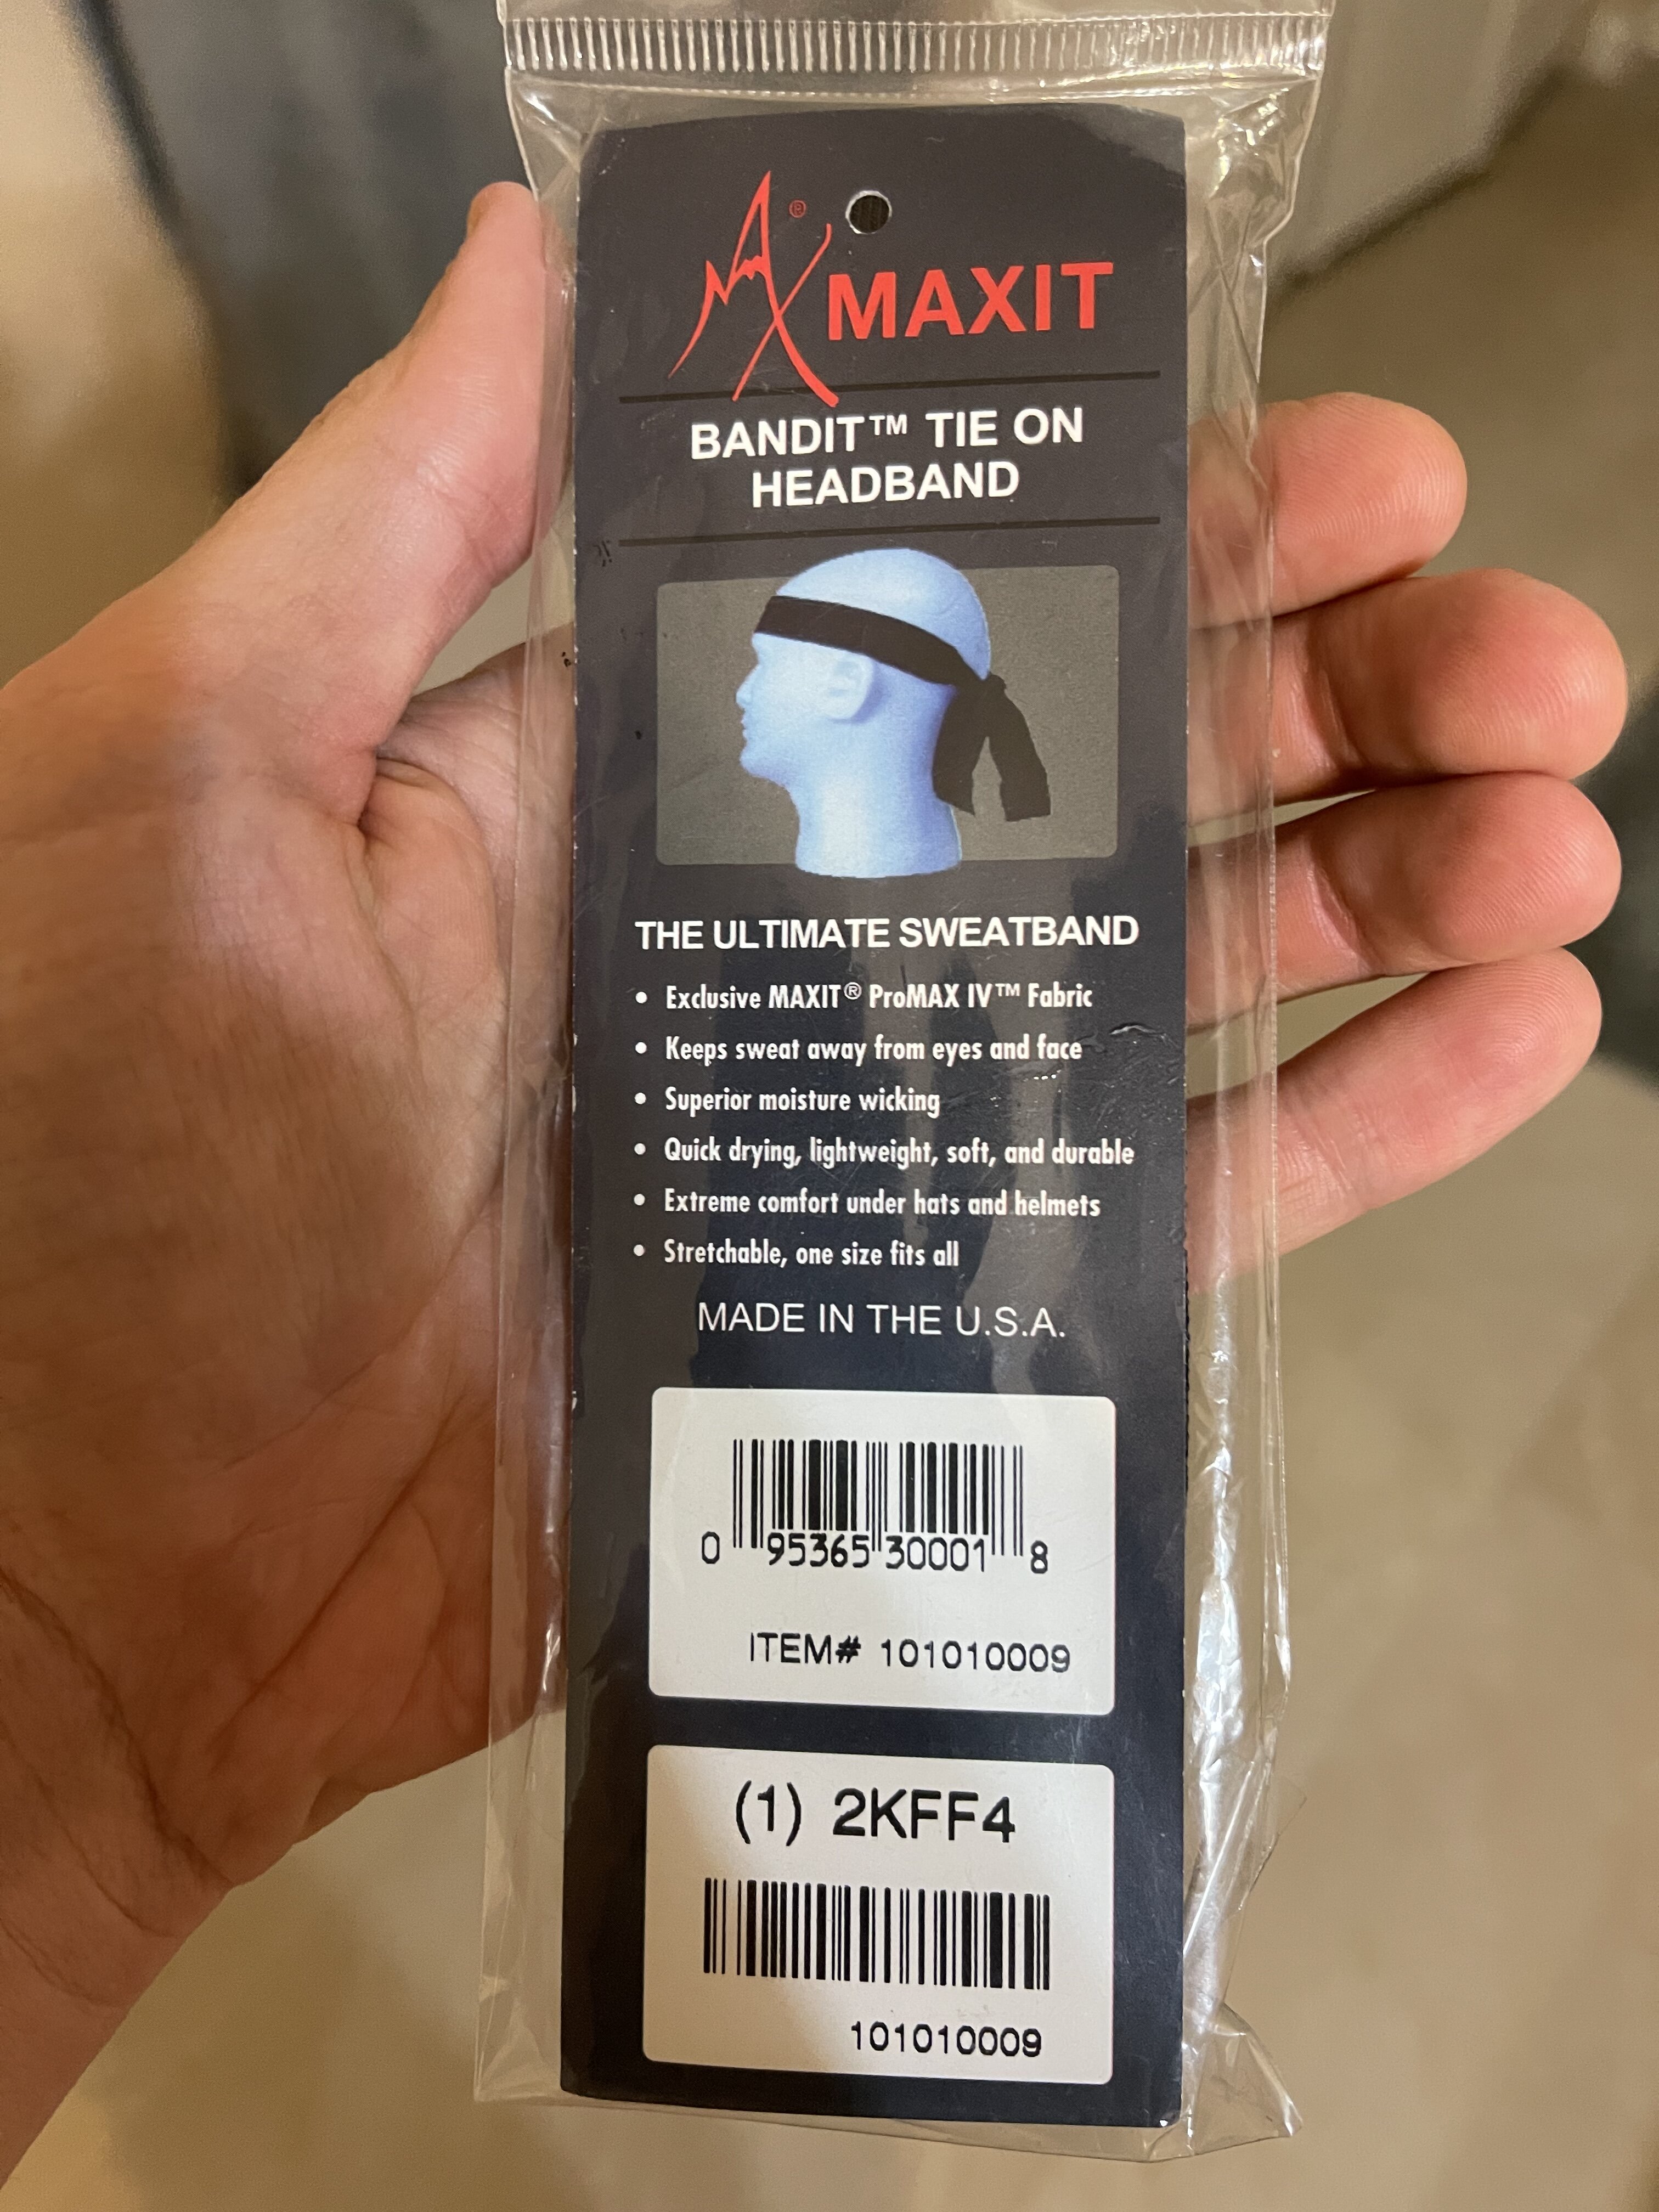 ® MAXIT
BANDIT™ TIE ON
HEADBAND
THE ULTIMATE SWEATBAND
• Exclusive MAXIT® ProMAX IV™ Fabric
• Keeps sweat away from eyes and face
• Superior moisture wicking
• Quick drying, lightweight, soft, and durable
• Extreme comfort under hats and helmets
• Stretchable, one size fits all
MADE IN THE U.S.A.
0 95365 30001 8
ITEM# 101010009
(1) 2KFF4
101010009